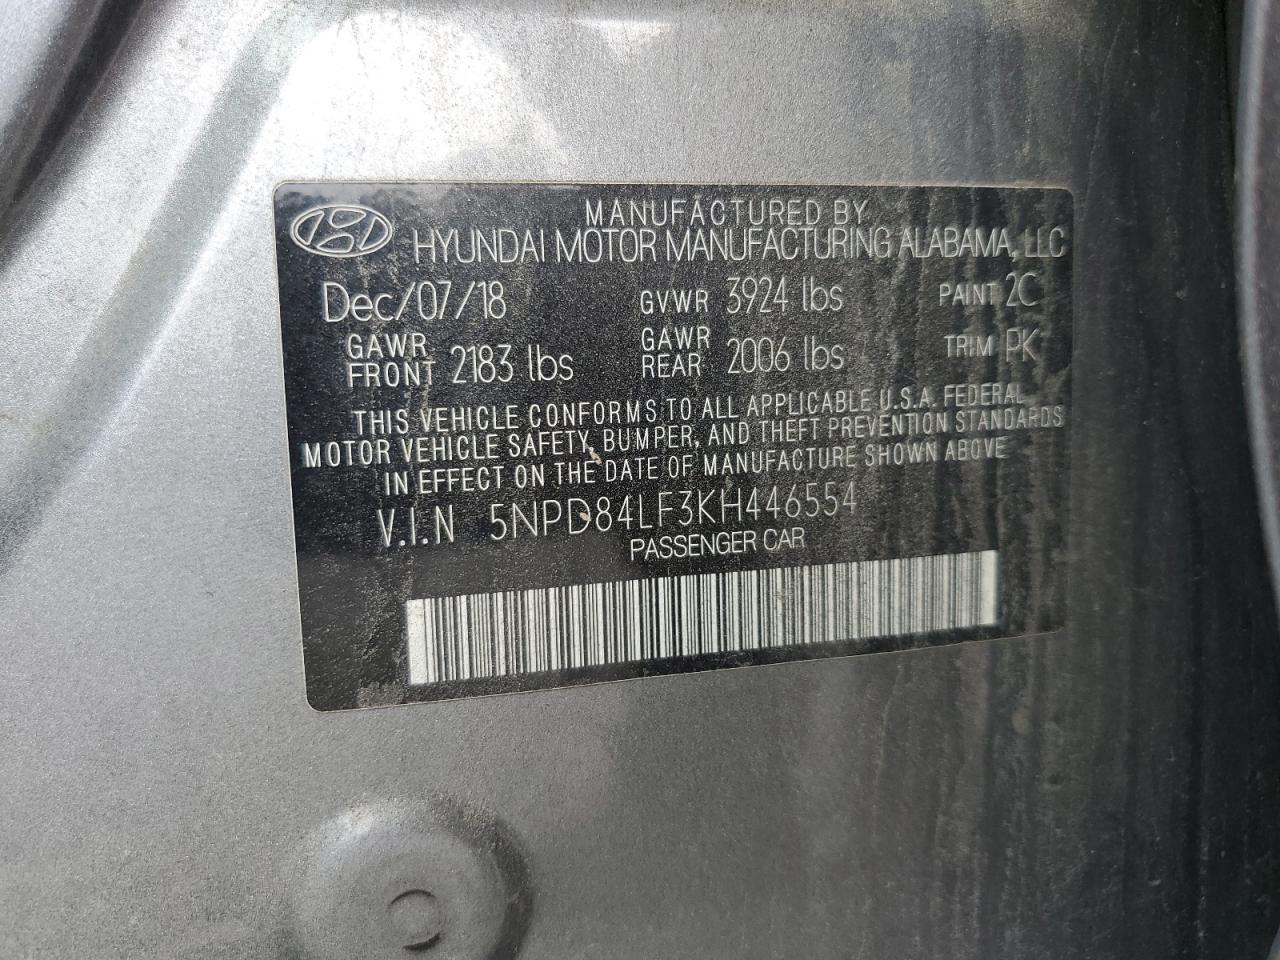 MANUFACTURED BY
HYUNDAI MOTOR MANUFACTURING ALABAMA, LLC
Dec/07/18 GVWR 3924 lbs PAINT 2C
GAWR FRONT 2183 lbs GAWR REAR 2006 lbs TRIM PK
THIS VEHICLE CONFORMS TO ALL APPLICABLE U.S.A. FEDERAL
MOTOR VEHICLE SAFETY, BUMPER, AND THEFT PREVENTION STANDARDS
IN EFFECT ON THE DATE OF MANUFACTURE SHOWN ABOVE
V.I.N 5NPD84LF3KH446554
PASSENGER CAR